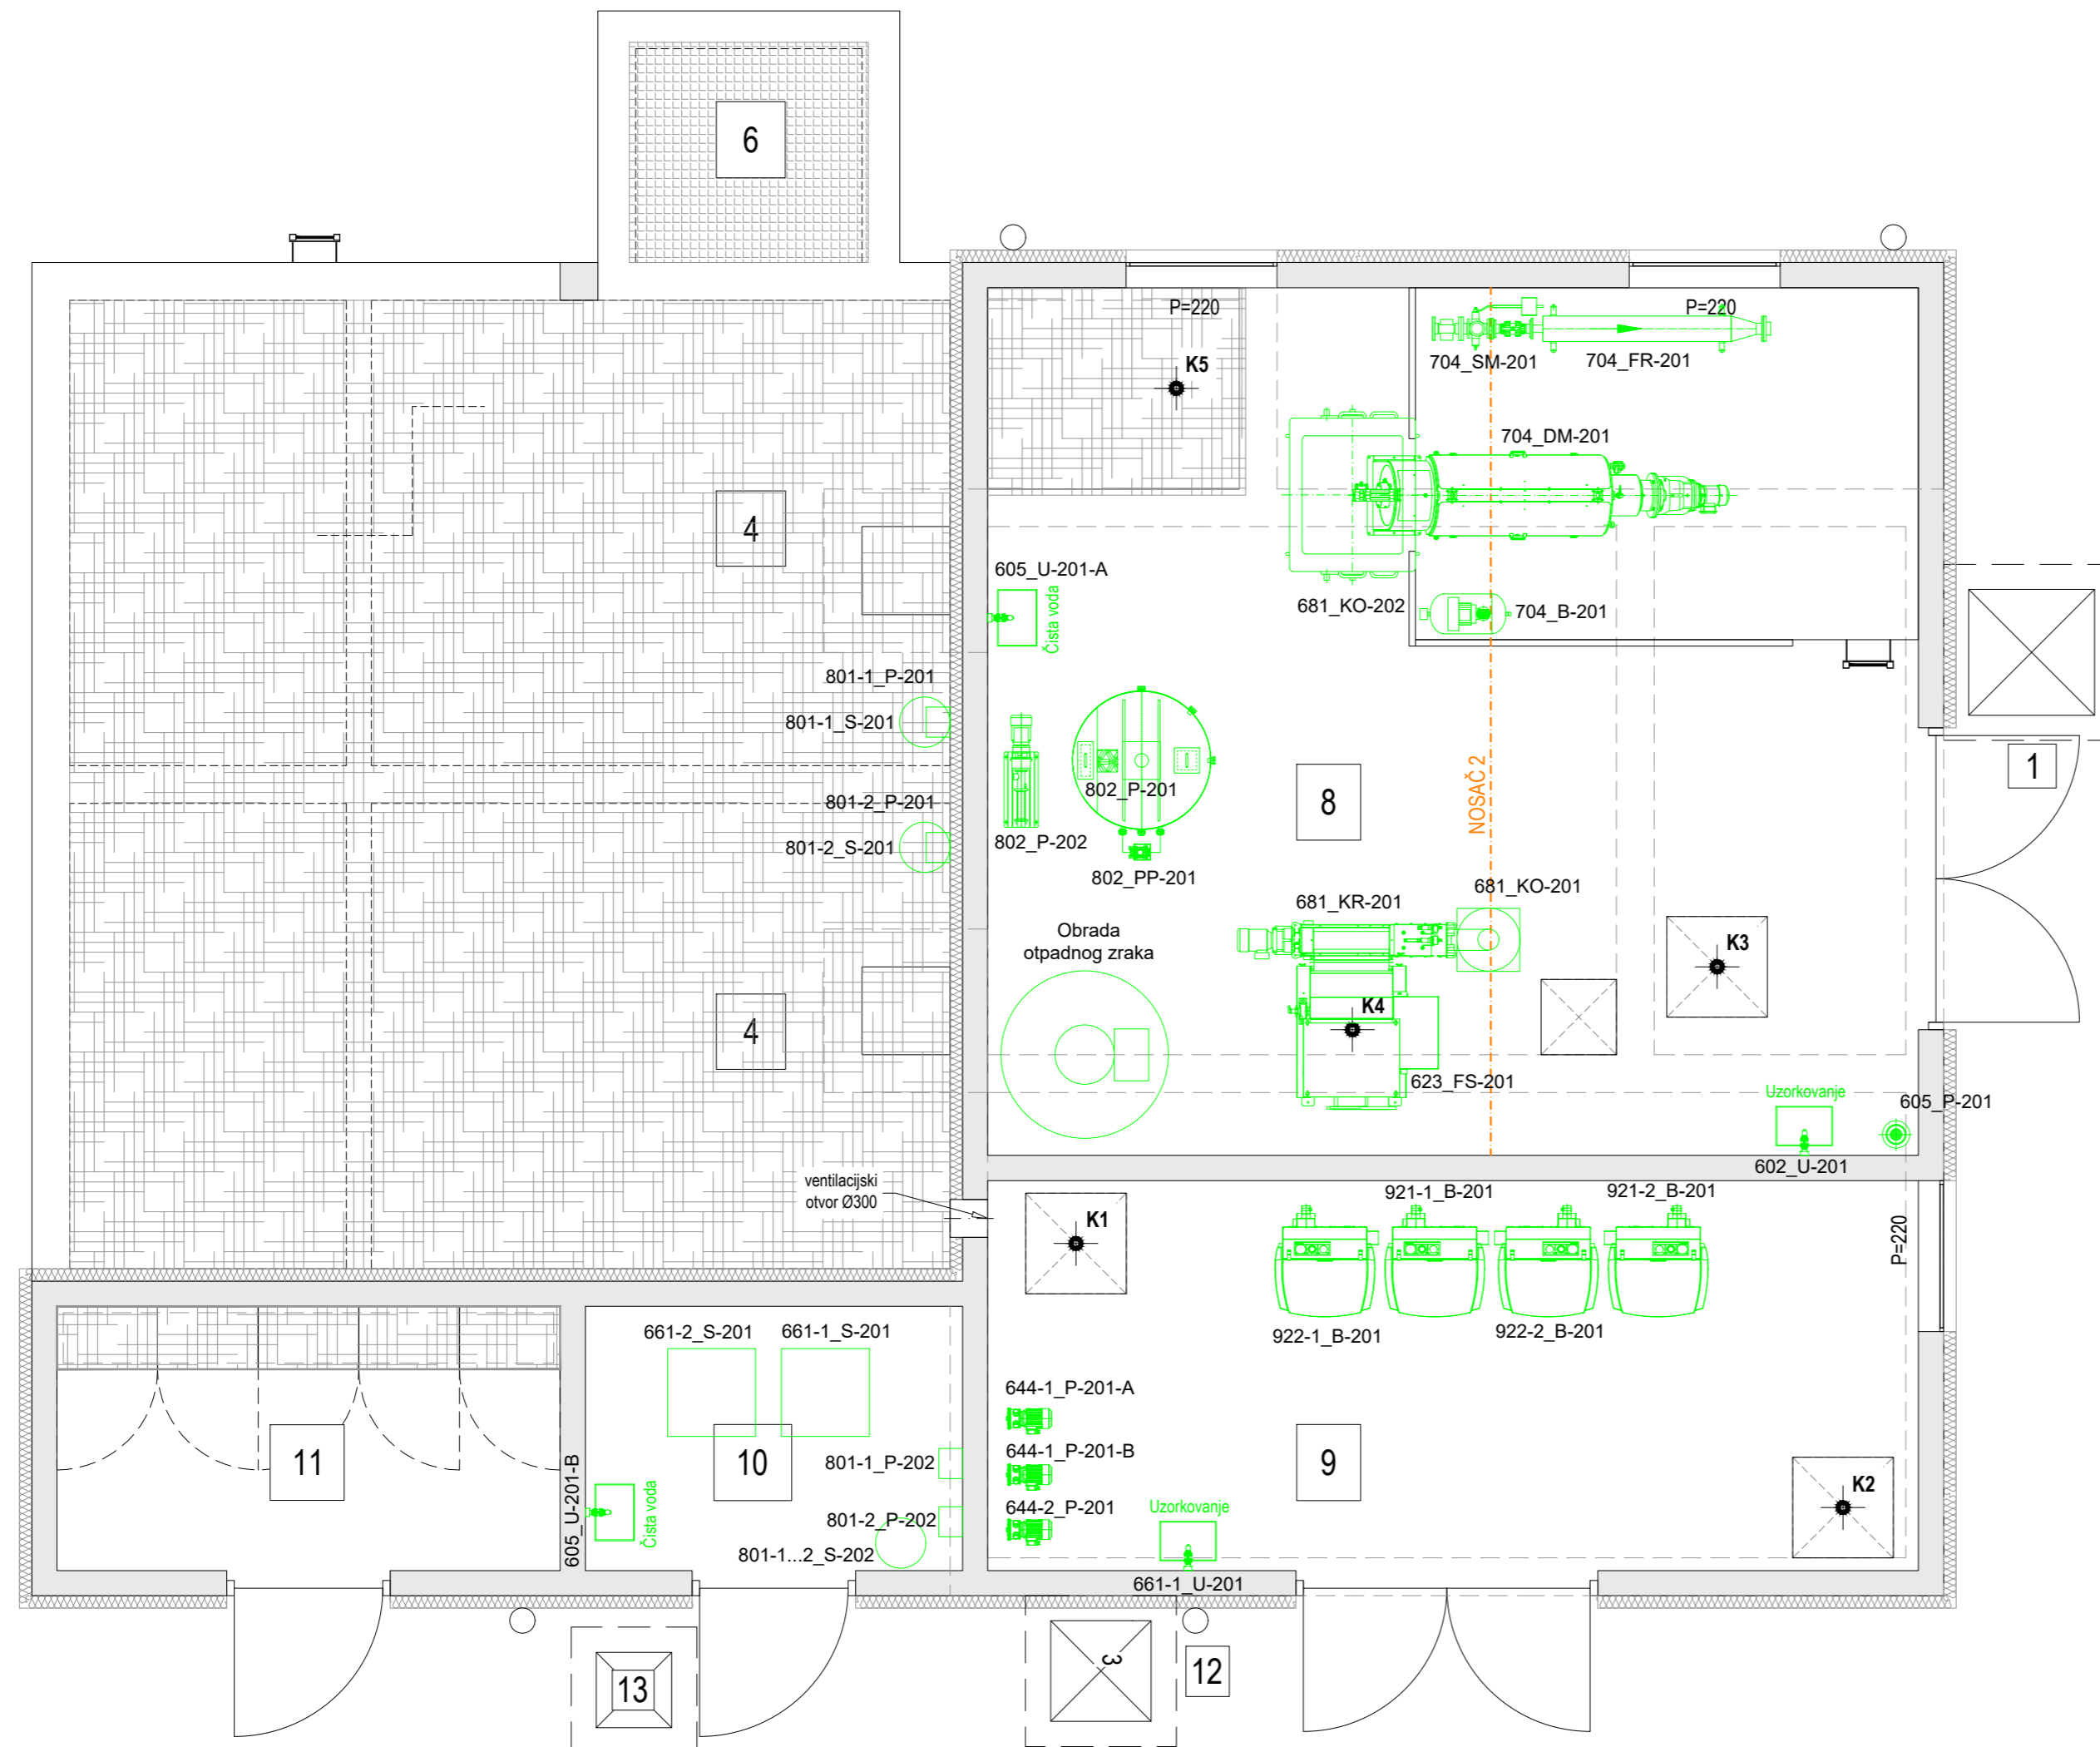 6
P=220
K5
P=220
704_SM-201
704_FR-201
704_DM-201
4
605_U-201-A
Čista voda
681_KO-202
704_B-201
801-1_P-201
801-1_S-201
1
NOSAČ 2
802_P-201
8
801-2_P-201
801-2_S-201
802_P-202
802_PP-201
681_KO-201
681_KR-201
Obrada
otpadnog zraka
K3
K4
4
623_FS-201
Uzorkovanje
605_P-201
602_U-201
ventilacijski
otvor Ø300
K1
921-1_B-201
921-2_B-201
P=220
922-1_B-201
922-2_B-201
661-2_S-201
661-1_S-201
644-1_P-201-A
11
10
9
801-1_P-202
644-1_P-201-B
605_U-201-B
Čista voda
K2
801-2_P-202
644-2_P-201
Uzorkovanje
801-1...2_S-202
661-1_U-201
13
3
12